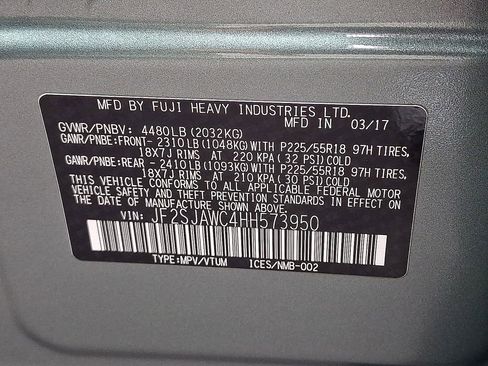 MFD BY FUJI HEAVY INDUSTRIES LTD.
GVWR/PNBV: 4480LB(2032KG) MFD IN 03/17
GAWR/PNBE:FRONT-2310LB(1048KG)WITH P225/55R18 97H TIRES,
18X7J RIMS AT 220 KPA(32 PSI)COLD
GAWR/PNBE:REAR -2410LB(1093KG)WITH P225/55R18 97H TIRES,
18X7J RIMS AT 210 KPA(30 PSI)COLD
THIS VEHICLE CONFORMS TO ALL APPLICABLE FEDERAL MOTOR
VEHICLE SAFETY AND THEFT PREVENTION STANDARDS IN EFFECT ON
THE DATE OF MANUFACTURE SHOWN ABOVE.
VIN: JF2SJAWC4HH573950
TYPE:MPV/VTUM ICES/NMB-002